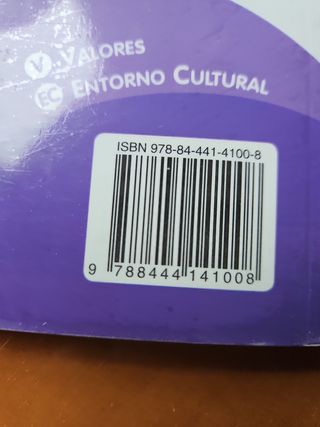 V VALORES
EC ENTORNO CULTURAL
ISBN 978-84-441-4100-8
9 788444 141008